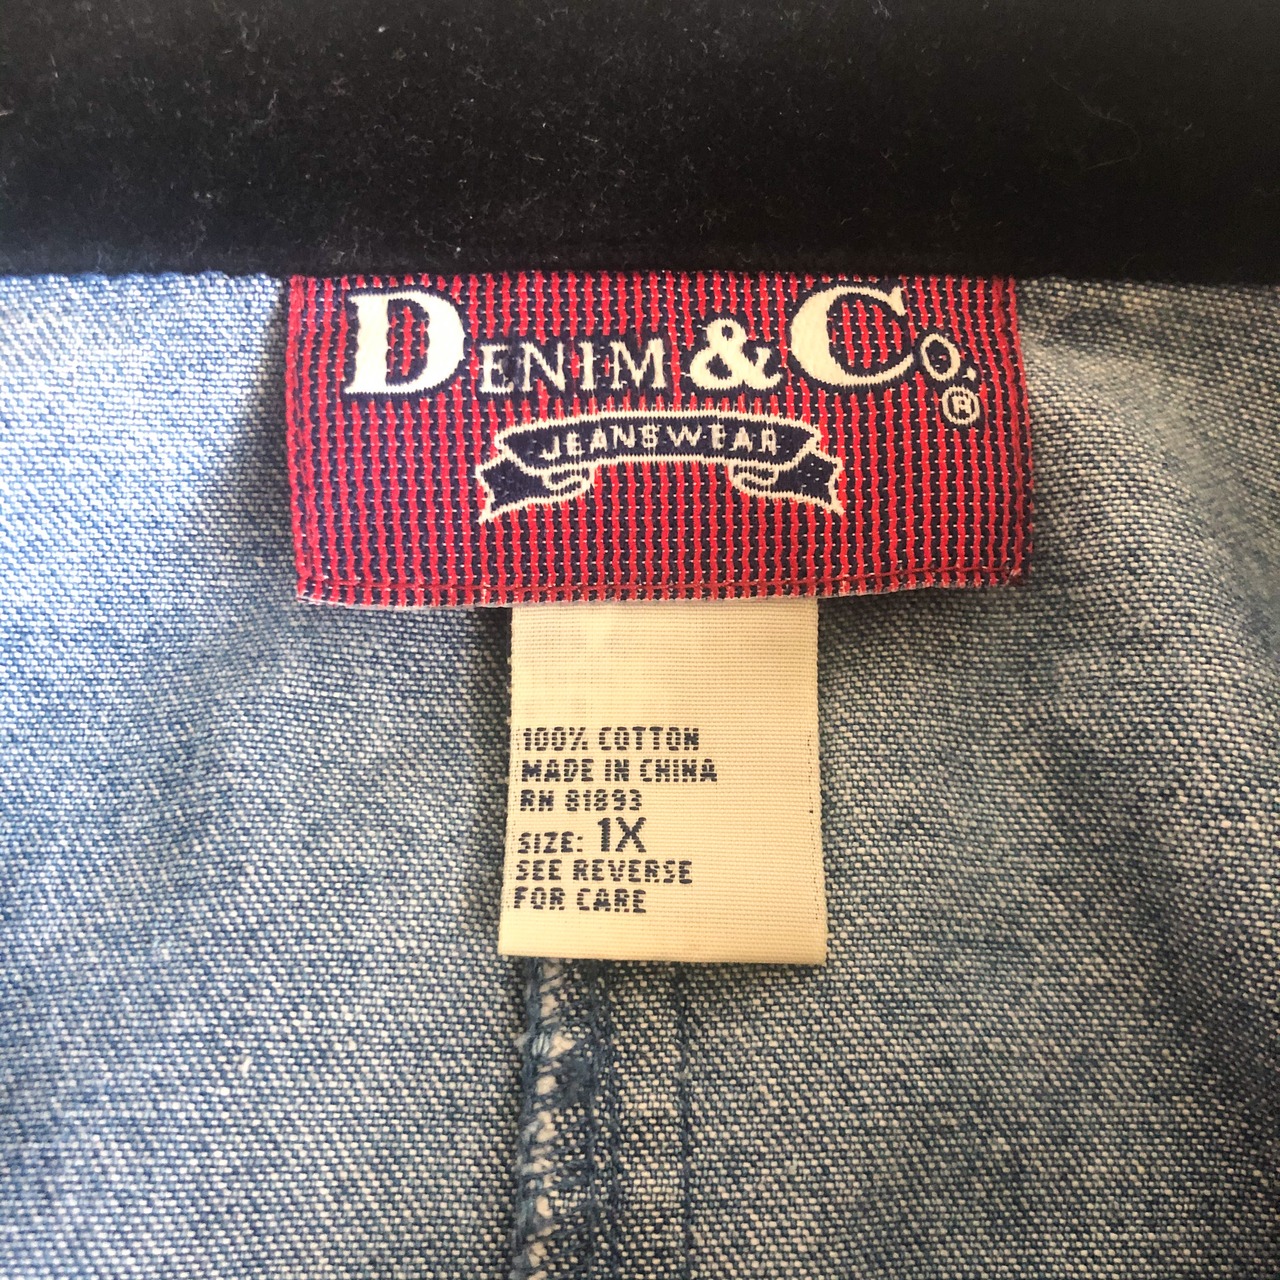 DENIM & CO.®
JEANSWEAR
100% COTTON
MADE IN CHINA
RN 81893
SIZE: 1X
SEE REVERSE
FOR CARE